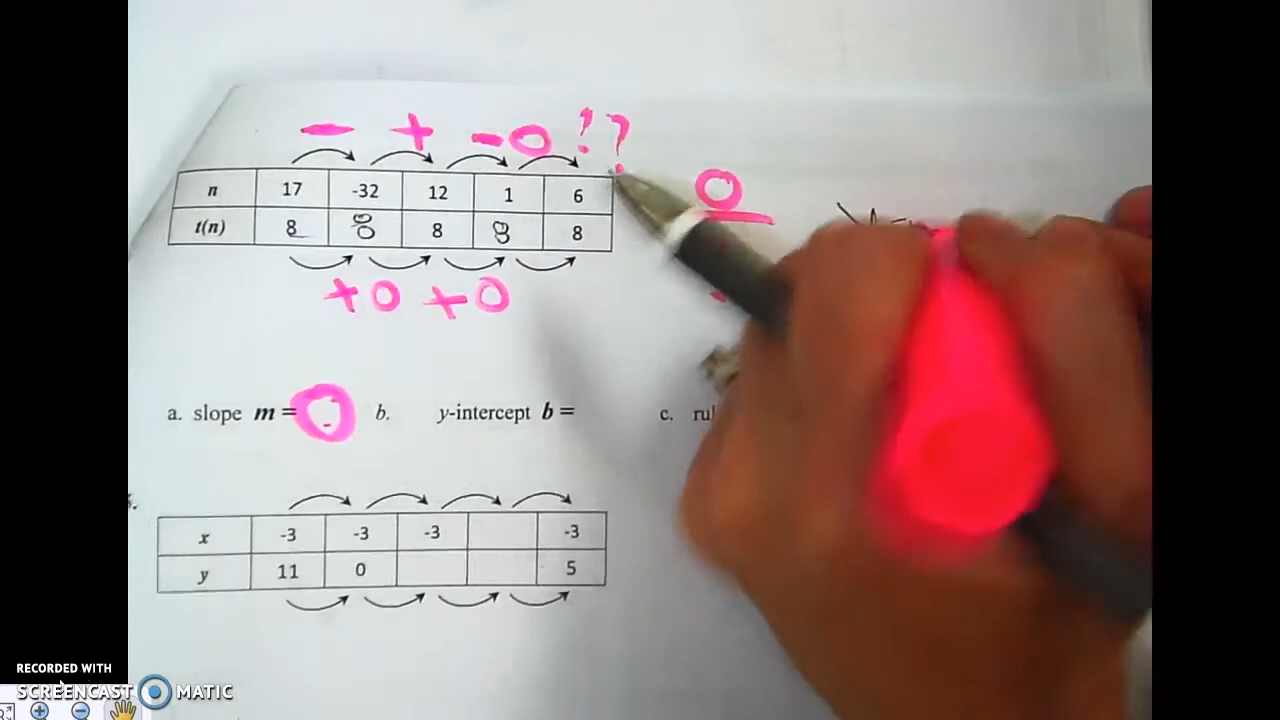 - + -0 !?
n 17 -32 12 1 6
t(n) 8 8 8 8 8
0
+0 +0
a. slope m = 0 b. y-intercept b = c.
x -3 -3 -3 -3
y 11 0 5
RECORDED WITH
SCREENCAST MATIC